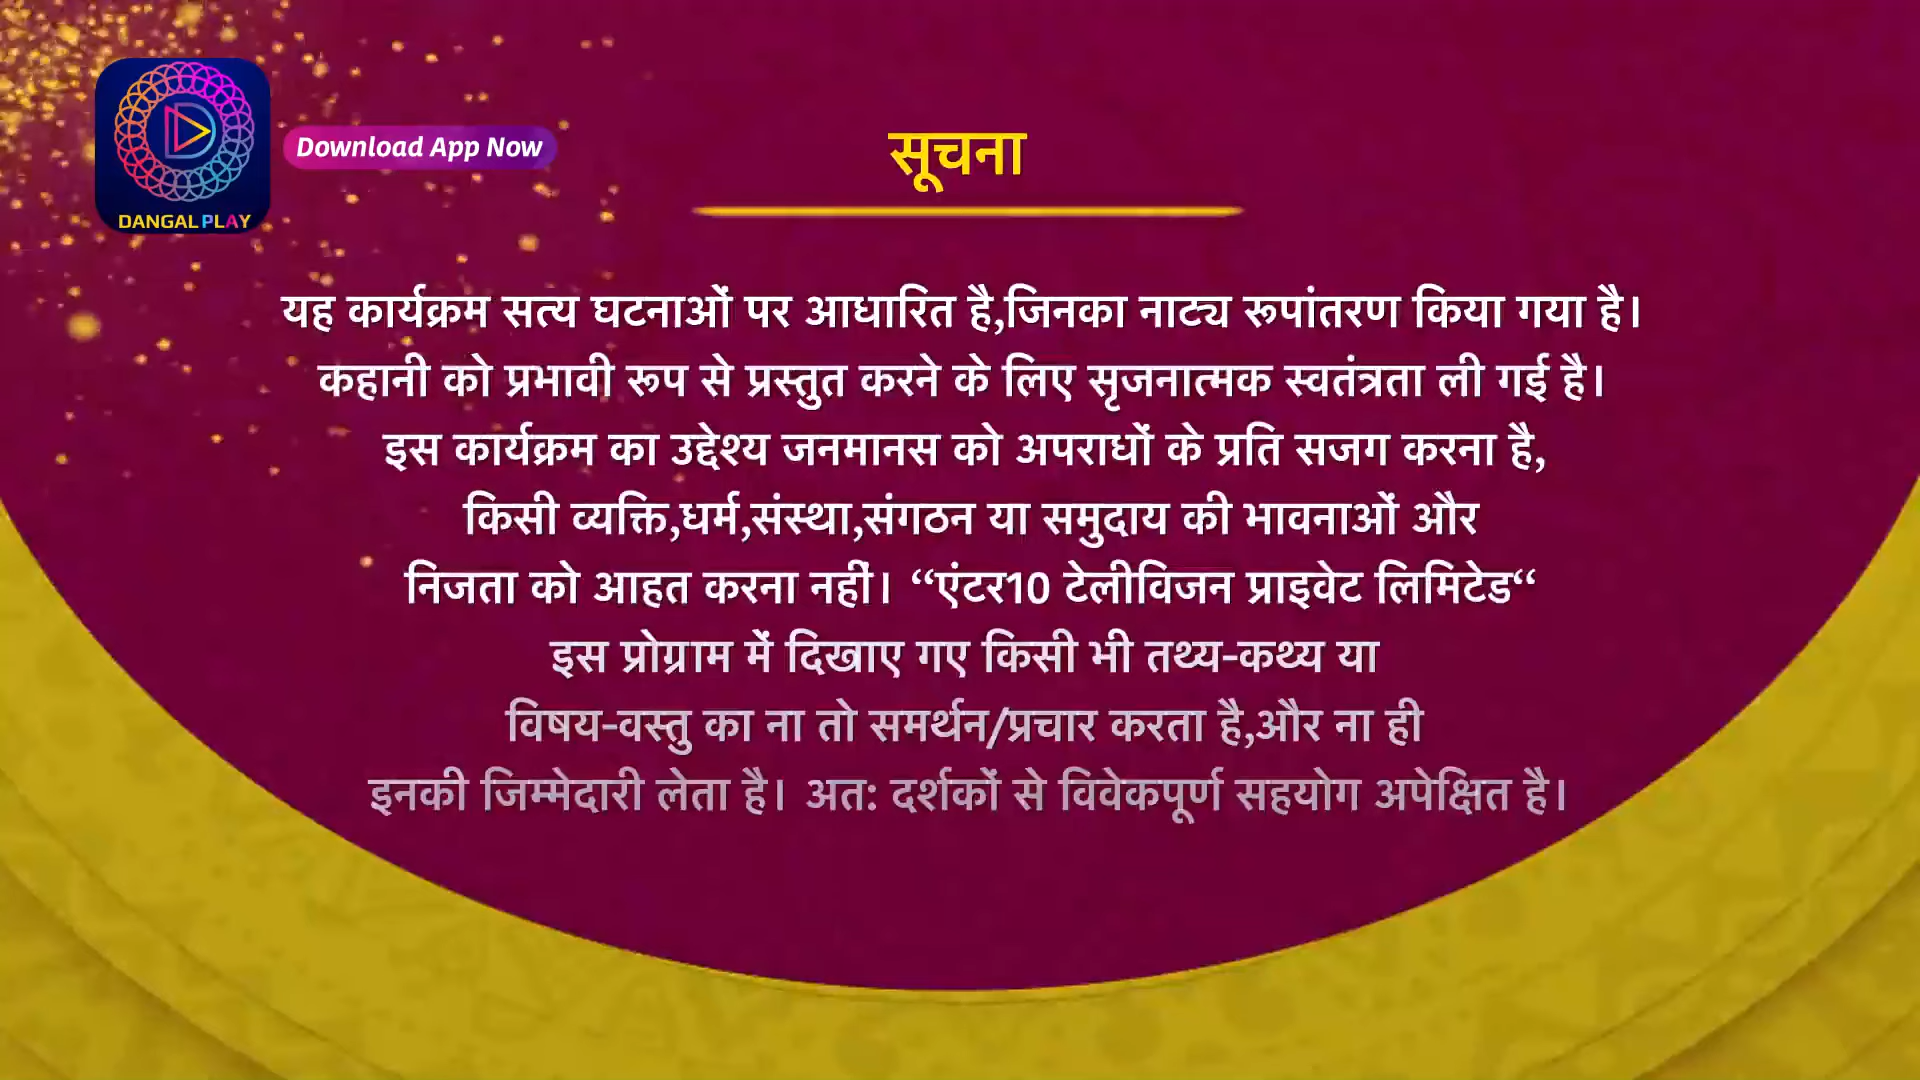 DANGAL PLAY
Download App Now
सूचना
यह कार्यक्रम सत्य घटनाओं पर आधारित है,जिनका नाट्य रूपांतरण किया गया है।
कहानी को प्रभावी रूप से प्रस्तुत करने के लिए सृजनात्मक स्वतंत्रता ली गई है।
इस कार्यक्रम का उद्देश्य जनमानस को अपराधों के प्रति सजग करना है,
किसी व्यक्ति,धर्म,संस्था,संगठन या समुदाय की भावनाओं और
निजता को आहत करना नहीं। “एंटर10 टेलीविजन प्राइवेट लिमिटेड“
इस प्रोग्राम में दिखाए गए किसी भी तथ्य-कथ्य या
विषय-वस्तु का ना तो समर्थन/प्रचार करता है,और ना ही
इनकी जिम्मेदारी लेता है। अत: दर्शकों से विवेकपूर्ण सहयोग अपेक्षित है।